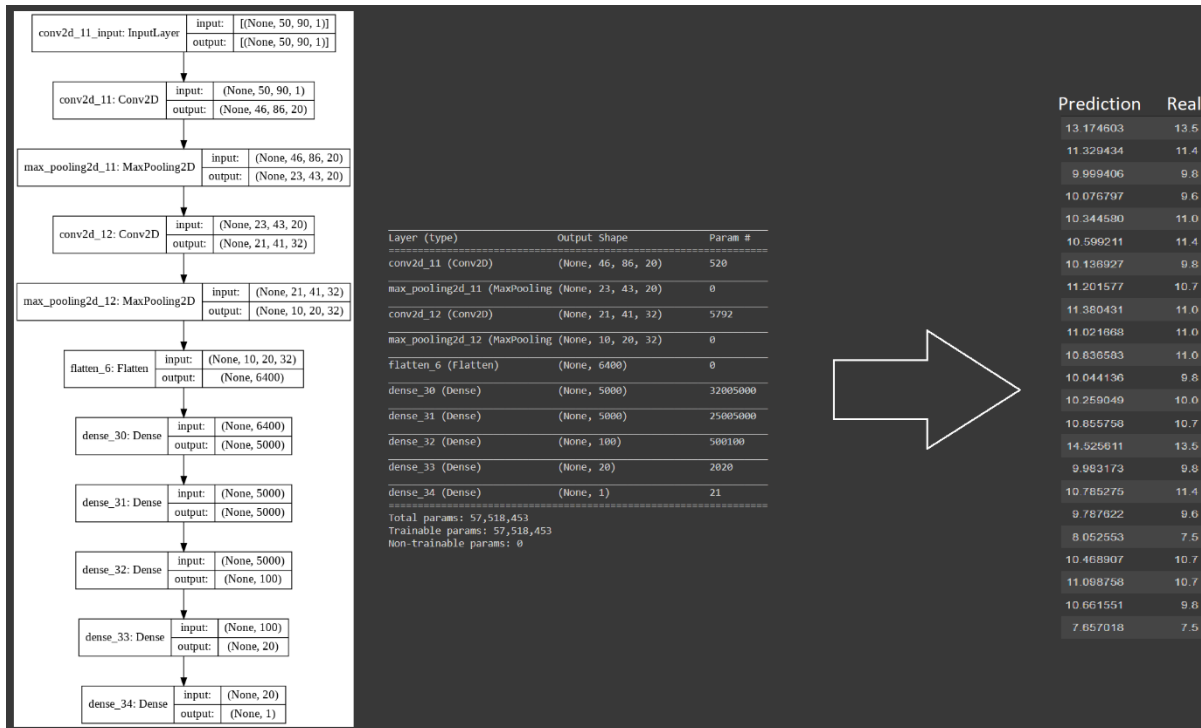 conv2d_11_input: InputLayer input: [(None, 50, 90, 1)]
output: [(None, 50, 90, 1)]
conv2d_11: Conv2D input: (None, 50, 90, 1)
output: (None, 46, 86, 20)
max_pooling2d_11: MaxPooling2D input: (None, 46, 86, 20)
output: (None, 23, 43, 20)
conv2d_12: Conv2D input: (None, 23, 43, 20)
output: (None, 21, 41, 32)
max_pooling2d_12: MaxPooling2D input: (None, 21, 41, 32)
output: (None, 10, 20, 32)
flatten_6: Flatten input: (None, 10, 20, 32)
output: (None, 6400)
dense_30: Dense input: (None, 6400)
output: (None, 5000)
dense_31: Dense input: (None, 5000)
output: (None, 5000)
dense_32: Dense input: (None, 5000)
output: (None, 100)
dense_33: Dense input: (None, 100)
output: (None, 20)
dense_34: Dense input: (None, 20)
output: (None, 1)
Layer (type) Output Shape Param #
conv2d_11 (Conv2D) (None, 46, 86, 20) 520
max_pooling2d_11 (MaxPooling (None, 23, 43, 20) 0
conv2d_12 (Conv2D) (None, 21, 41, 32) 5792
max_pooling2d_12 (MaxPooling (None, 10, 20, 32) 0
flatten_6 (Flatten) (None, 6400) 0
dense_30 (Dense) (None, 5000) 32005000
dense_31 (Dense) (None, 5000) 25005000
dense_32 (Dense) (None, 100) 500100
dense_33 (Dense) (None, 20) 2020
dense_34 (Dense) (None, 1) 21
Total params: 57,518,453
Trainable params: 57,518,453
Non-trainable params: 0
Prediction Real
13.174603 13.5
11.329434 11.4
9.999406 9.8
10.076797 9.6
10.344580 11.0
10.599211 11.4
10.136927 9.8
11.201577 10.7
11.380431 11.0
11.021668 11.0
10.836583 11.0
10.044136 9.8
10.259049 10.0
10.855758 10.7
14.525611 13.5
9.983173 9.8
10.785275 11.4
9.787622 9.6
8.052553 7.5
10.468907 10.7
11.098758 10.7
10.661551 9.8
7.657018 7.5